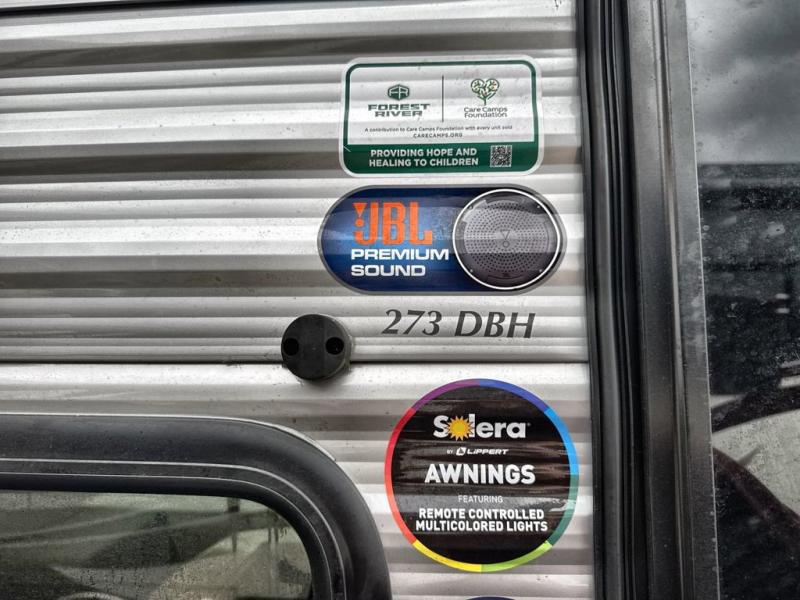 FR
FOREST
RIVER
Care Camps
Foundation
A contribution to Care Camps Foundation with every unit sold
CARECAMPS.ORG
PROVIDING HOPE AND
HEALING TO CHILDREN
JBL
PREMIUM
SOUND
273 DBH
Solera®
BY LIPPERT
AWNINGS
FEATURING
REMOTE CONTROLLED
MULTICOLORED LIGHTS